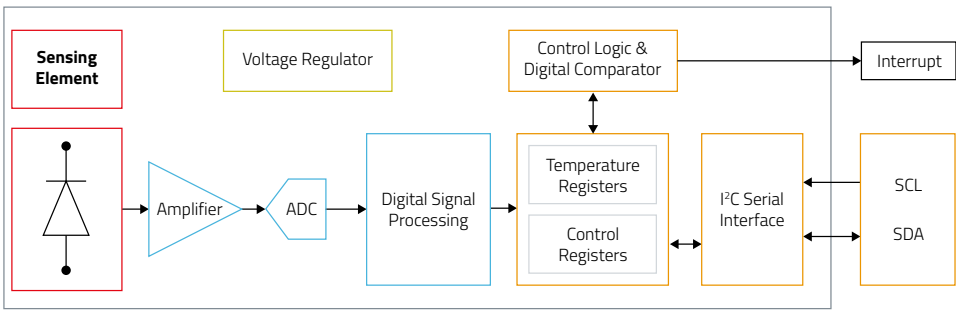 Sensing
Element
Voltage Regulator
Control Logic &
Digital Comparator
Interrupt
Amplifier
ADC
Digital Signal
Processing
Temperature
Registers
Control
Registers
I²C Serial
Interface
SCL
SDA